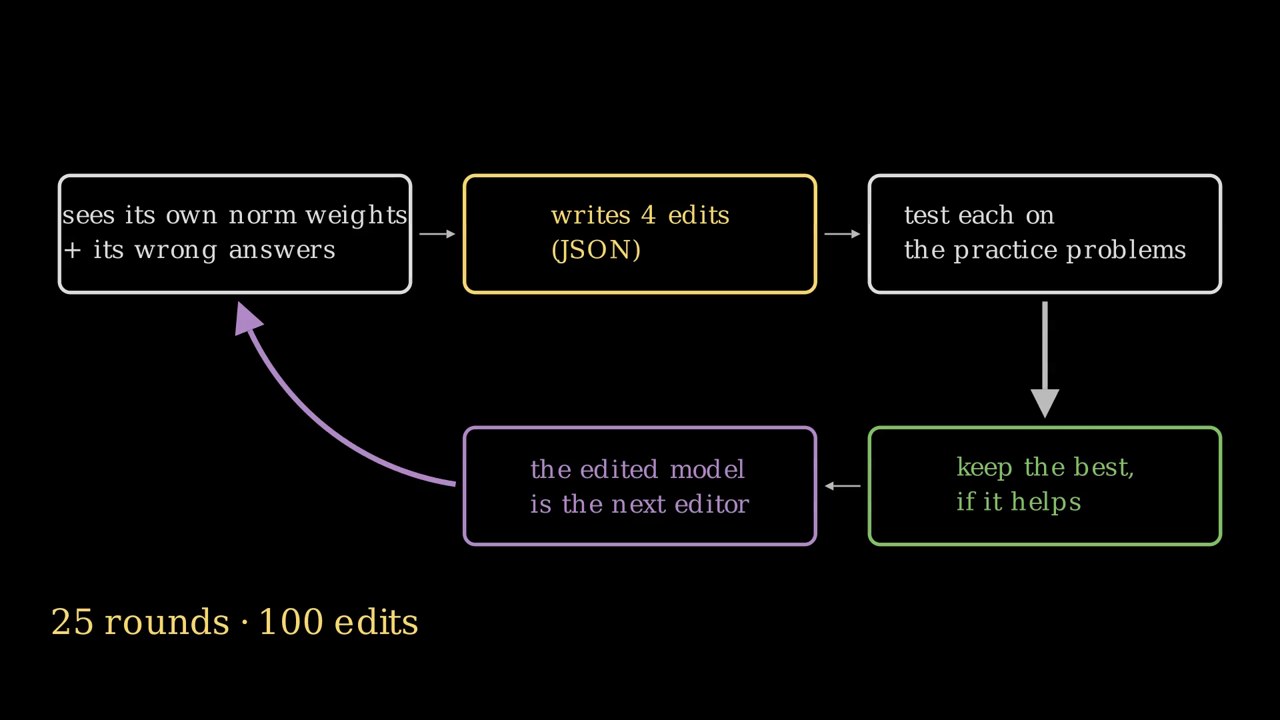 sees its own norm weights
+ its wrong answers
writes 4 edits
(JSON)
test each on
the practice problems
keep the best,
if it helps
the edited model
is the next editor
25 rounds · 100 edits